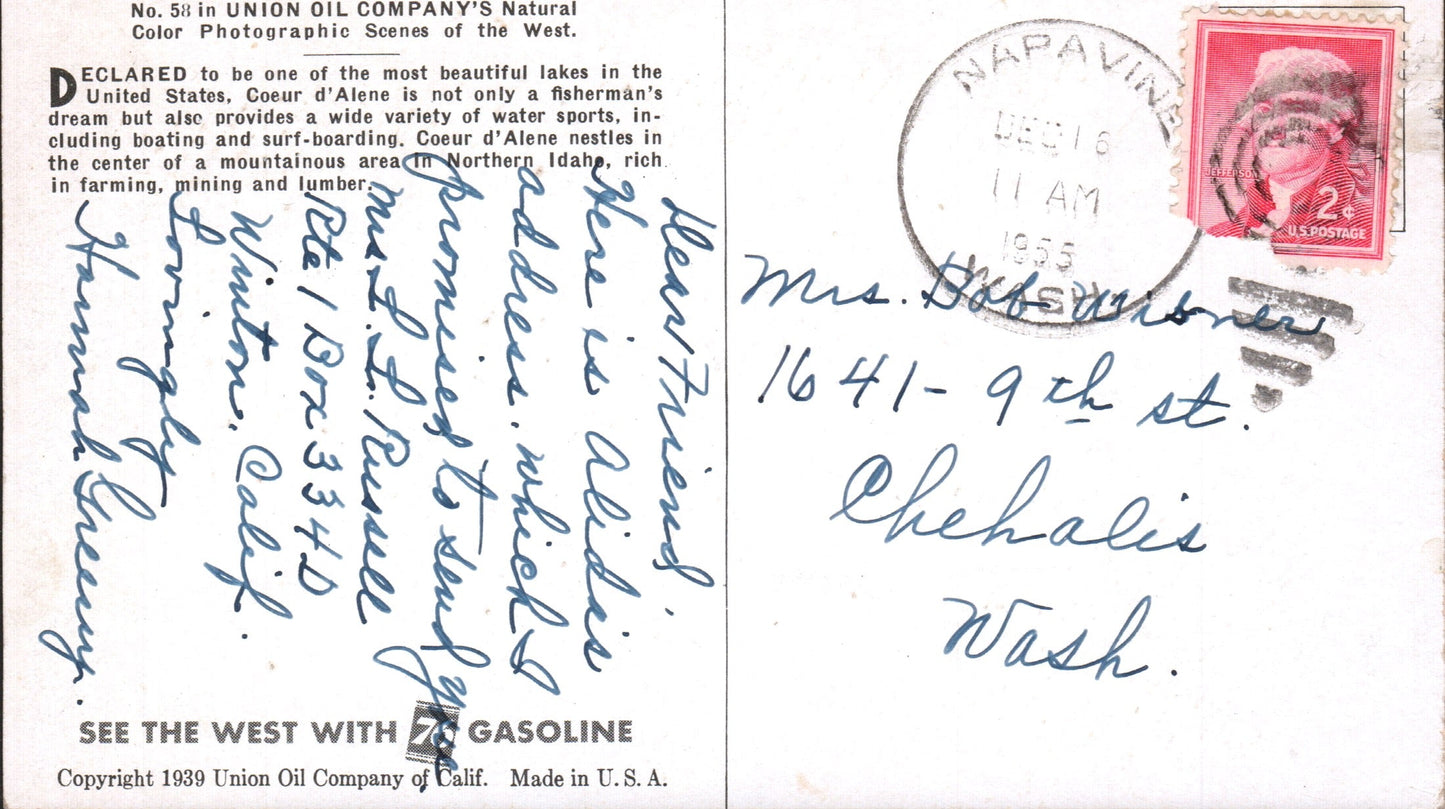 No. 58 in UNION OIL COMPANY'S Natural
Color Photographic Scenes of the West.
DECLARED to be one of the most beautiful lakes in the
United States, Coeur d'Alene is not only a fisherman's
dream but also provides a wide variety of water sports, in-
cluding boating and surf-boarding. Coeur d'Alene nestles in
the center of a mountainous area in Northern Idaho, rich
in farming, mining and lumber.
Dear Friend,
Here is Alida's
address. which I
promised to send you
Mrs L. L. Russell
Rte 1 Box 334D
Winton, Calif.
Lovingly
Hannah
SEE THE WEST WITH 76 GASOLINE
Copyright 1939 Union Oil Company of Calif. Made in U. S. A.
NAPAVINE
DEC 16
11 AM
1955
WASH
JEFFERSON
2¢
U.S. POSTAGE
Mrs. Bob Wisner
1641-9th st.
Chehalis
Wash.